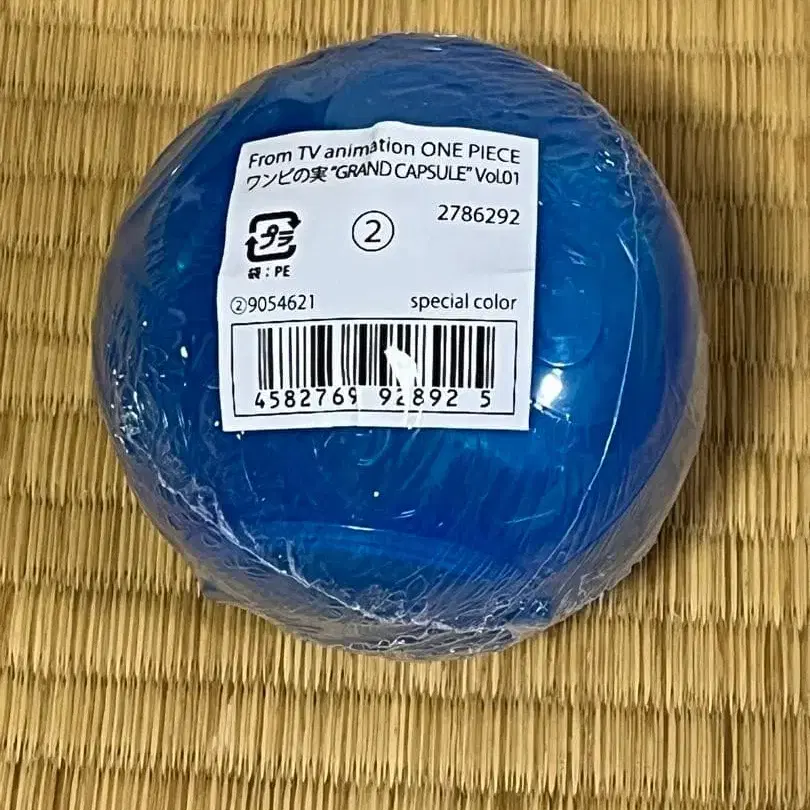 From TV animation ONE PIECE
ワンピの実 “GRAND CAPSULE” Vol.01
2786292
プラ
②
袋：PE
②9054621 special color
4582769 92892 5